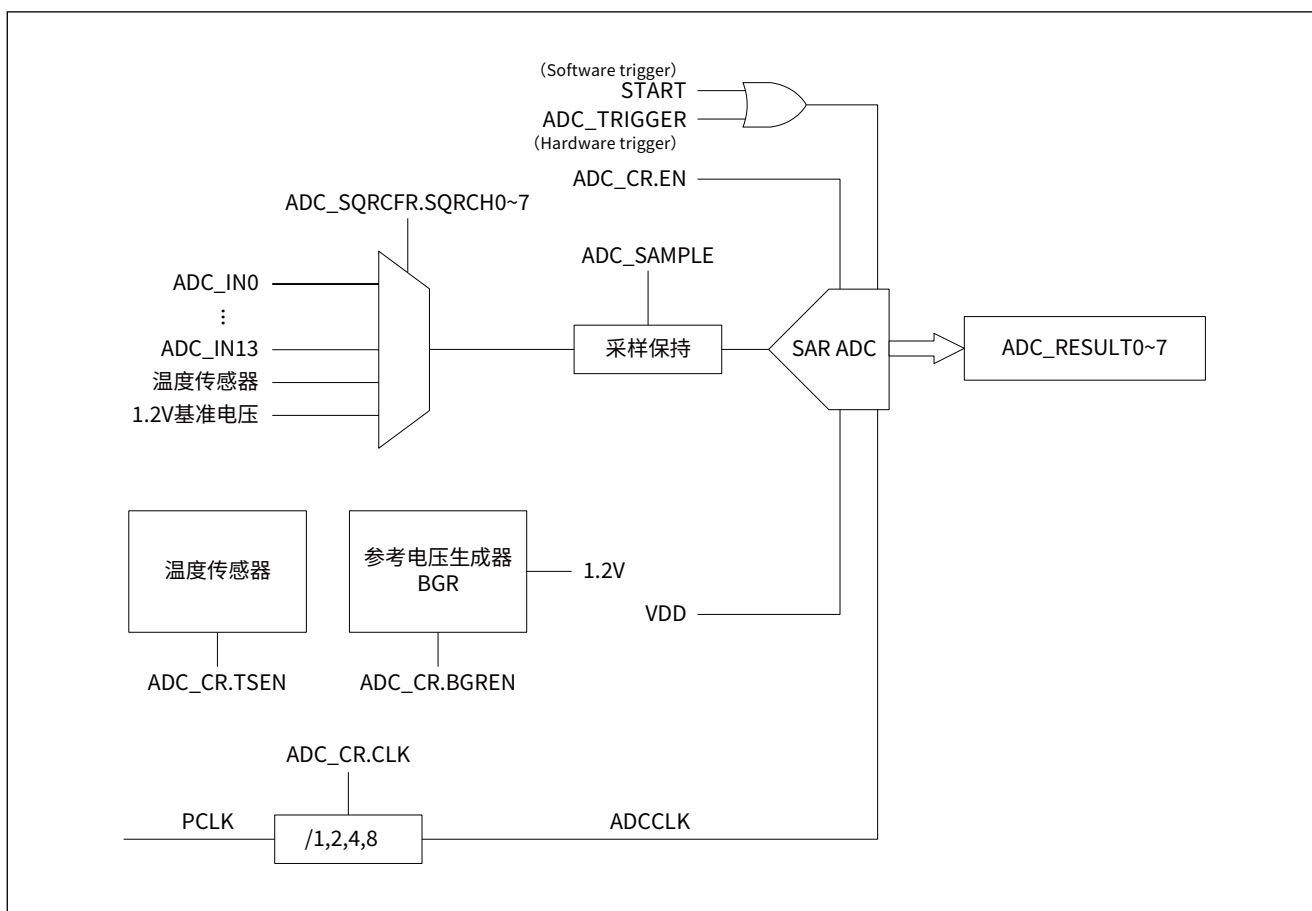 （Software trigger）
START
ADC_TRIGGER
（Hardware trigger）
ADC_CR.EN
ADC_SQRCFR.SQRCH0~7
ADC_SAMPLE
ADC_IN0
⋮
ADC_IN13
温度传感器
1.2V基准电压
采样保持
SAR ADC
ADC_RESULT0~7
温度传感器
参考电压生成器
BGR
1.2V
VDD
ADC_CR.TSEN
ADC_CR.BGREN
ADC_CR.CLK
PCLK
/1,2,4,8
ADCCLK